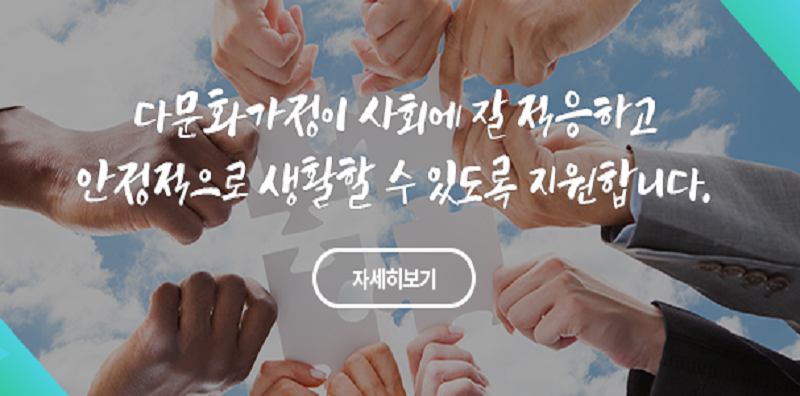 다문화가정이 사회에 잘 적응하고
안정적으로 생활할 수 있도록 지원합니다.
자세히보기